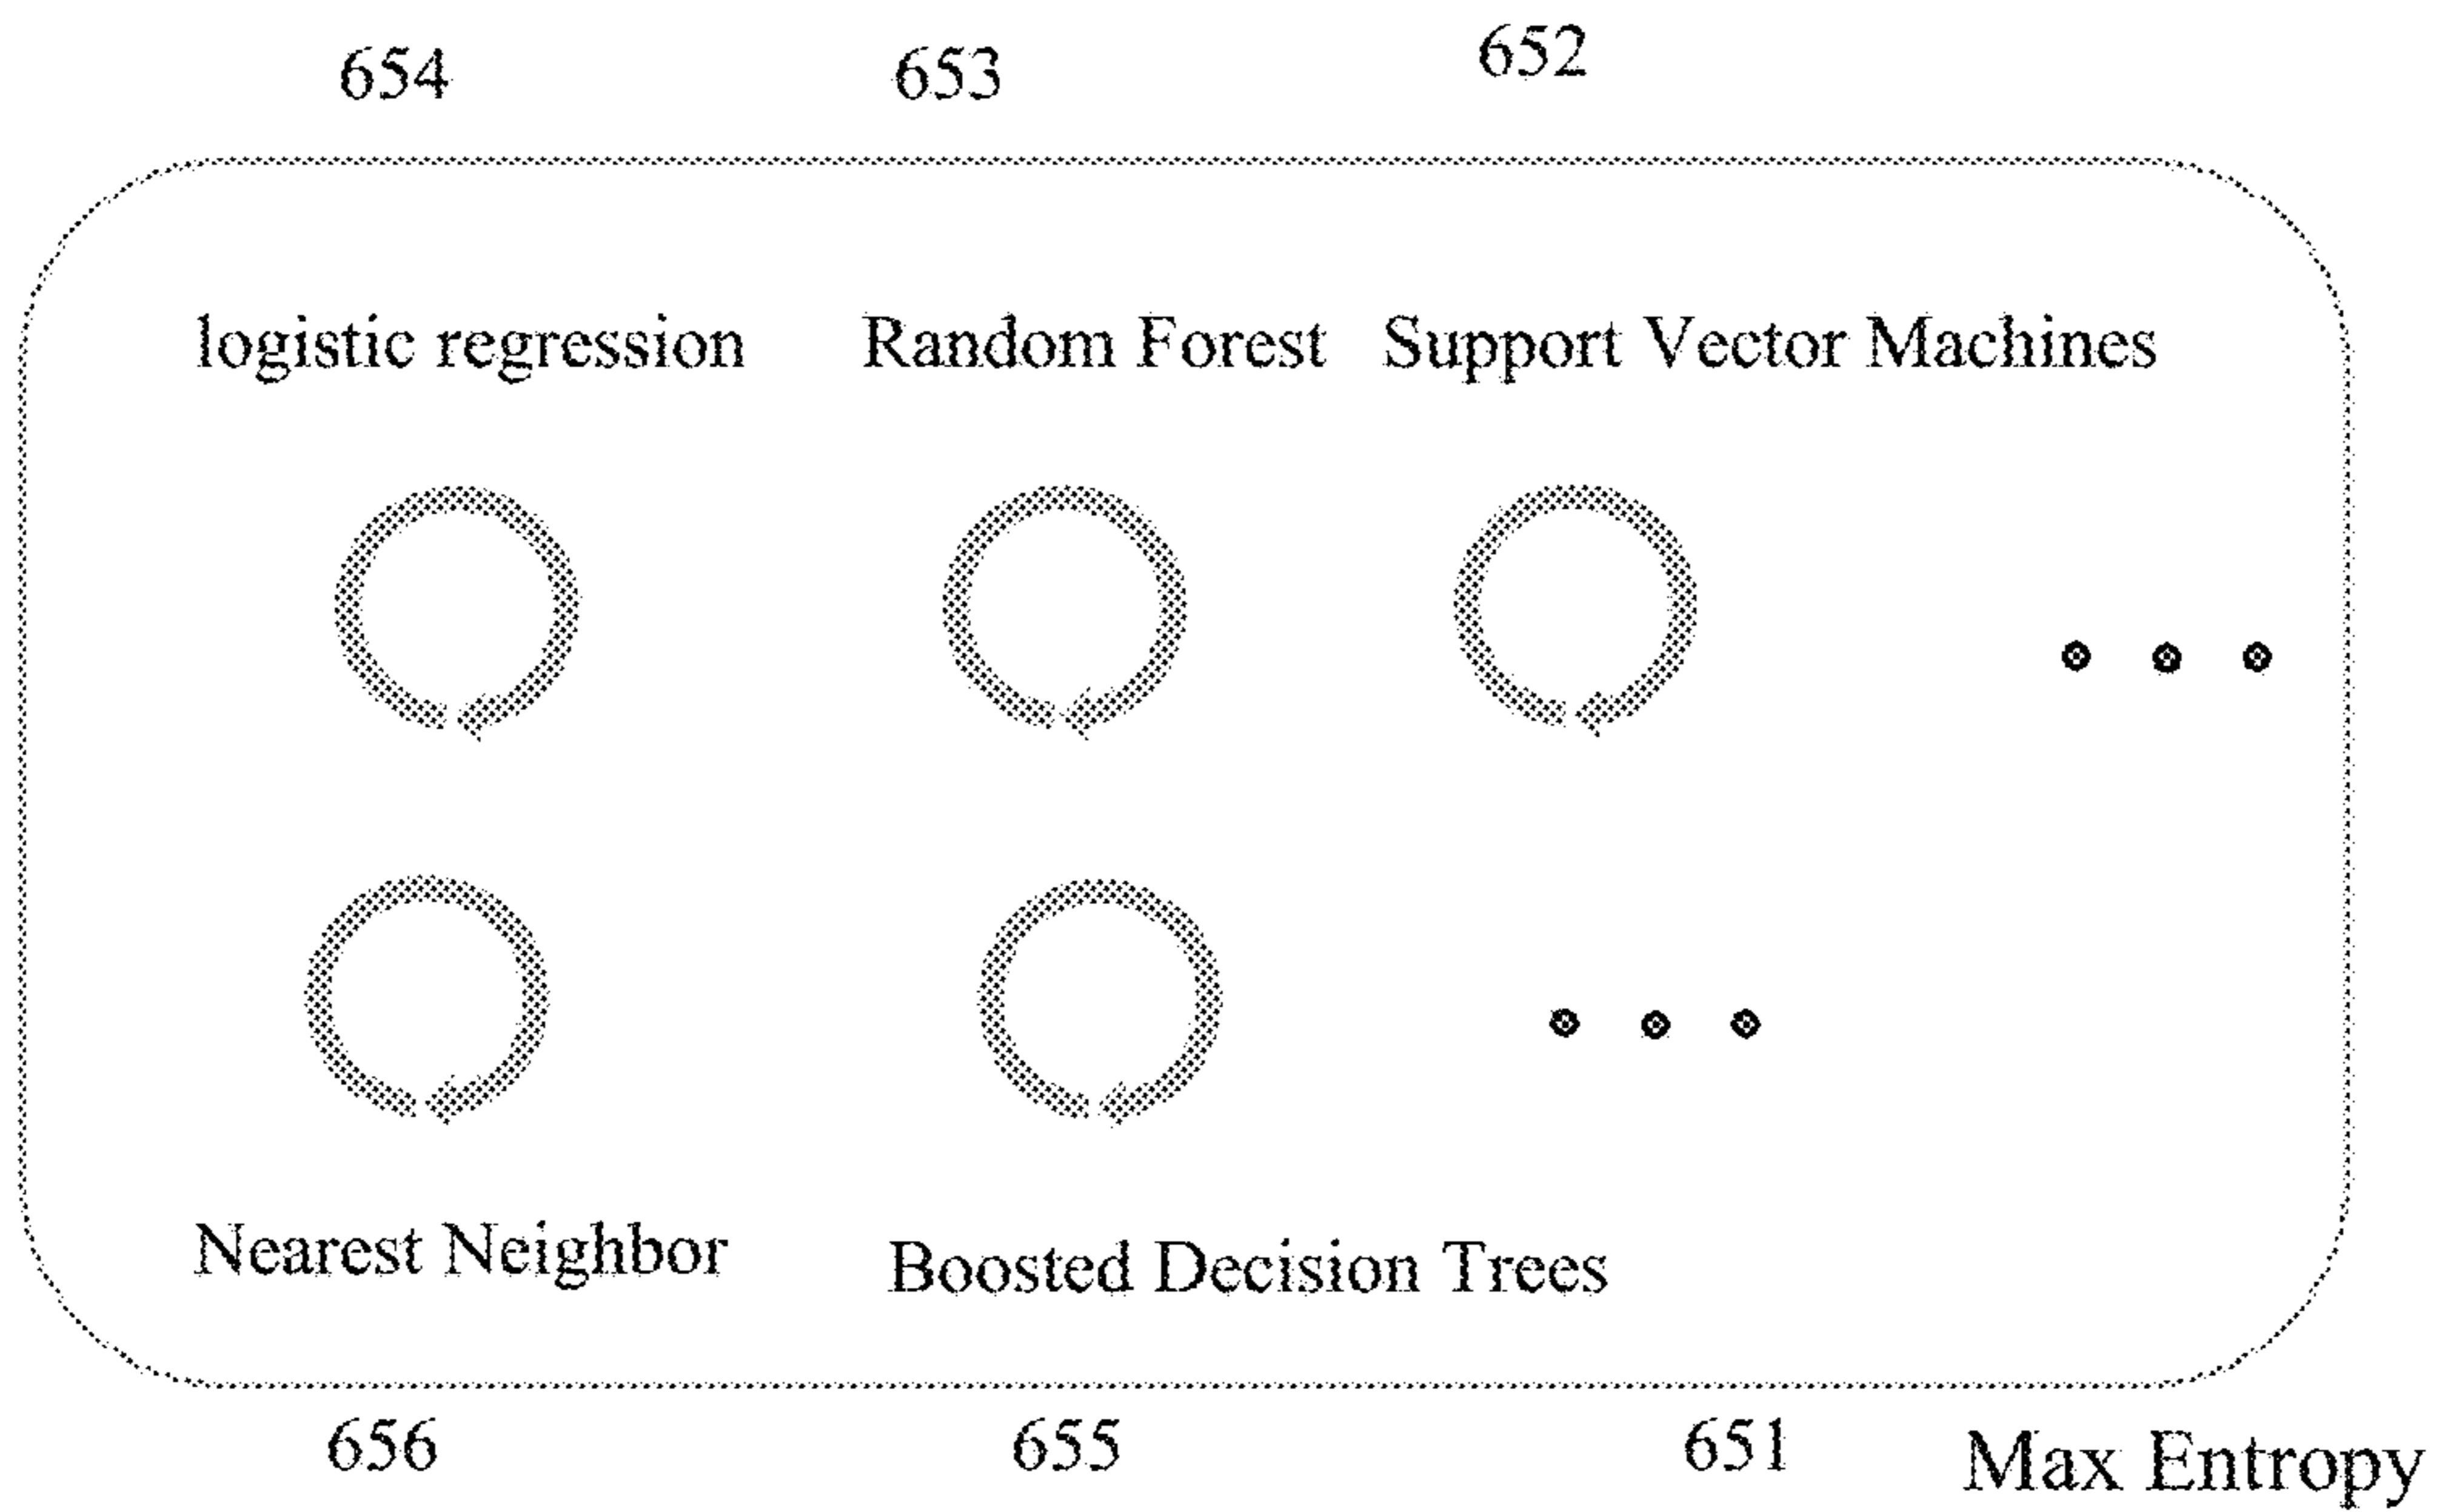 654 653 652
logistic regression Random Forest Support Vector Machines
Nearest Neighbor Boosted Decision Trees
656 655 651 Max Entropy